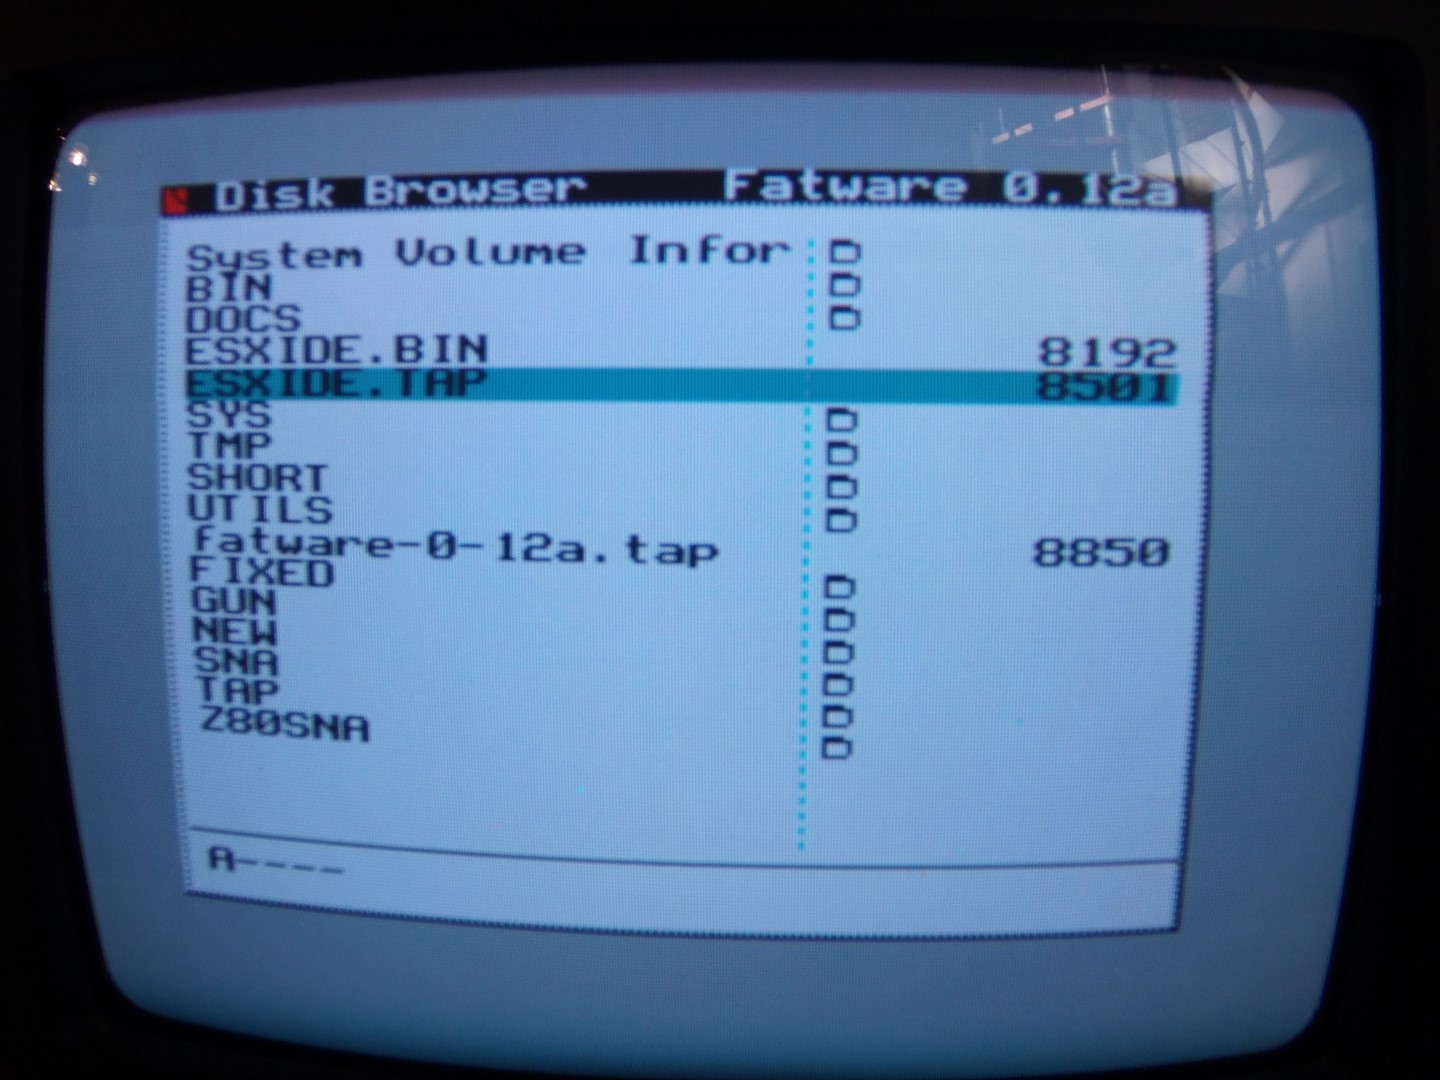 Disk Browser Fatware 0.12a
System Volume Infor D
BIN D
DOCS D
ESXIDE.BIN 8192
ESXIDE.TAP 8501
SYS D
TMP D
SHORT D
UTILS D
fatware-0-12a.tap 8850
FIXED D
GUN D
NEW D
SNA D
TAP D
Z80SNA D
A----